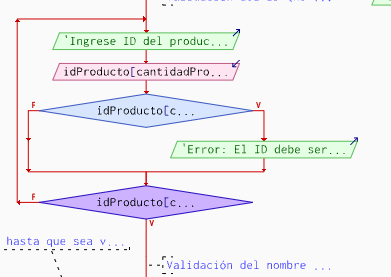 `Ingrese ID del produc...
idProducto[cantidadPro...
idProducto[c...
F
V
`Error: El ID debe ser...
idProducto[c...
F
V
hasta que sea v...
Validación del nombre ...